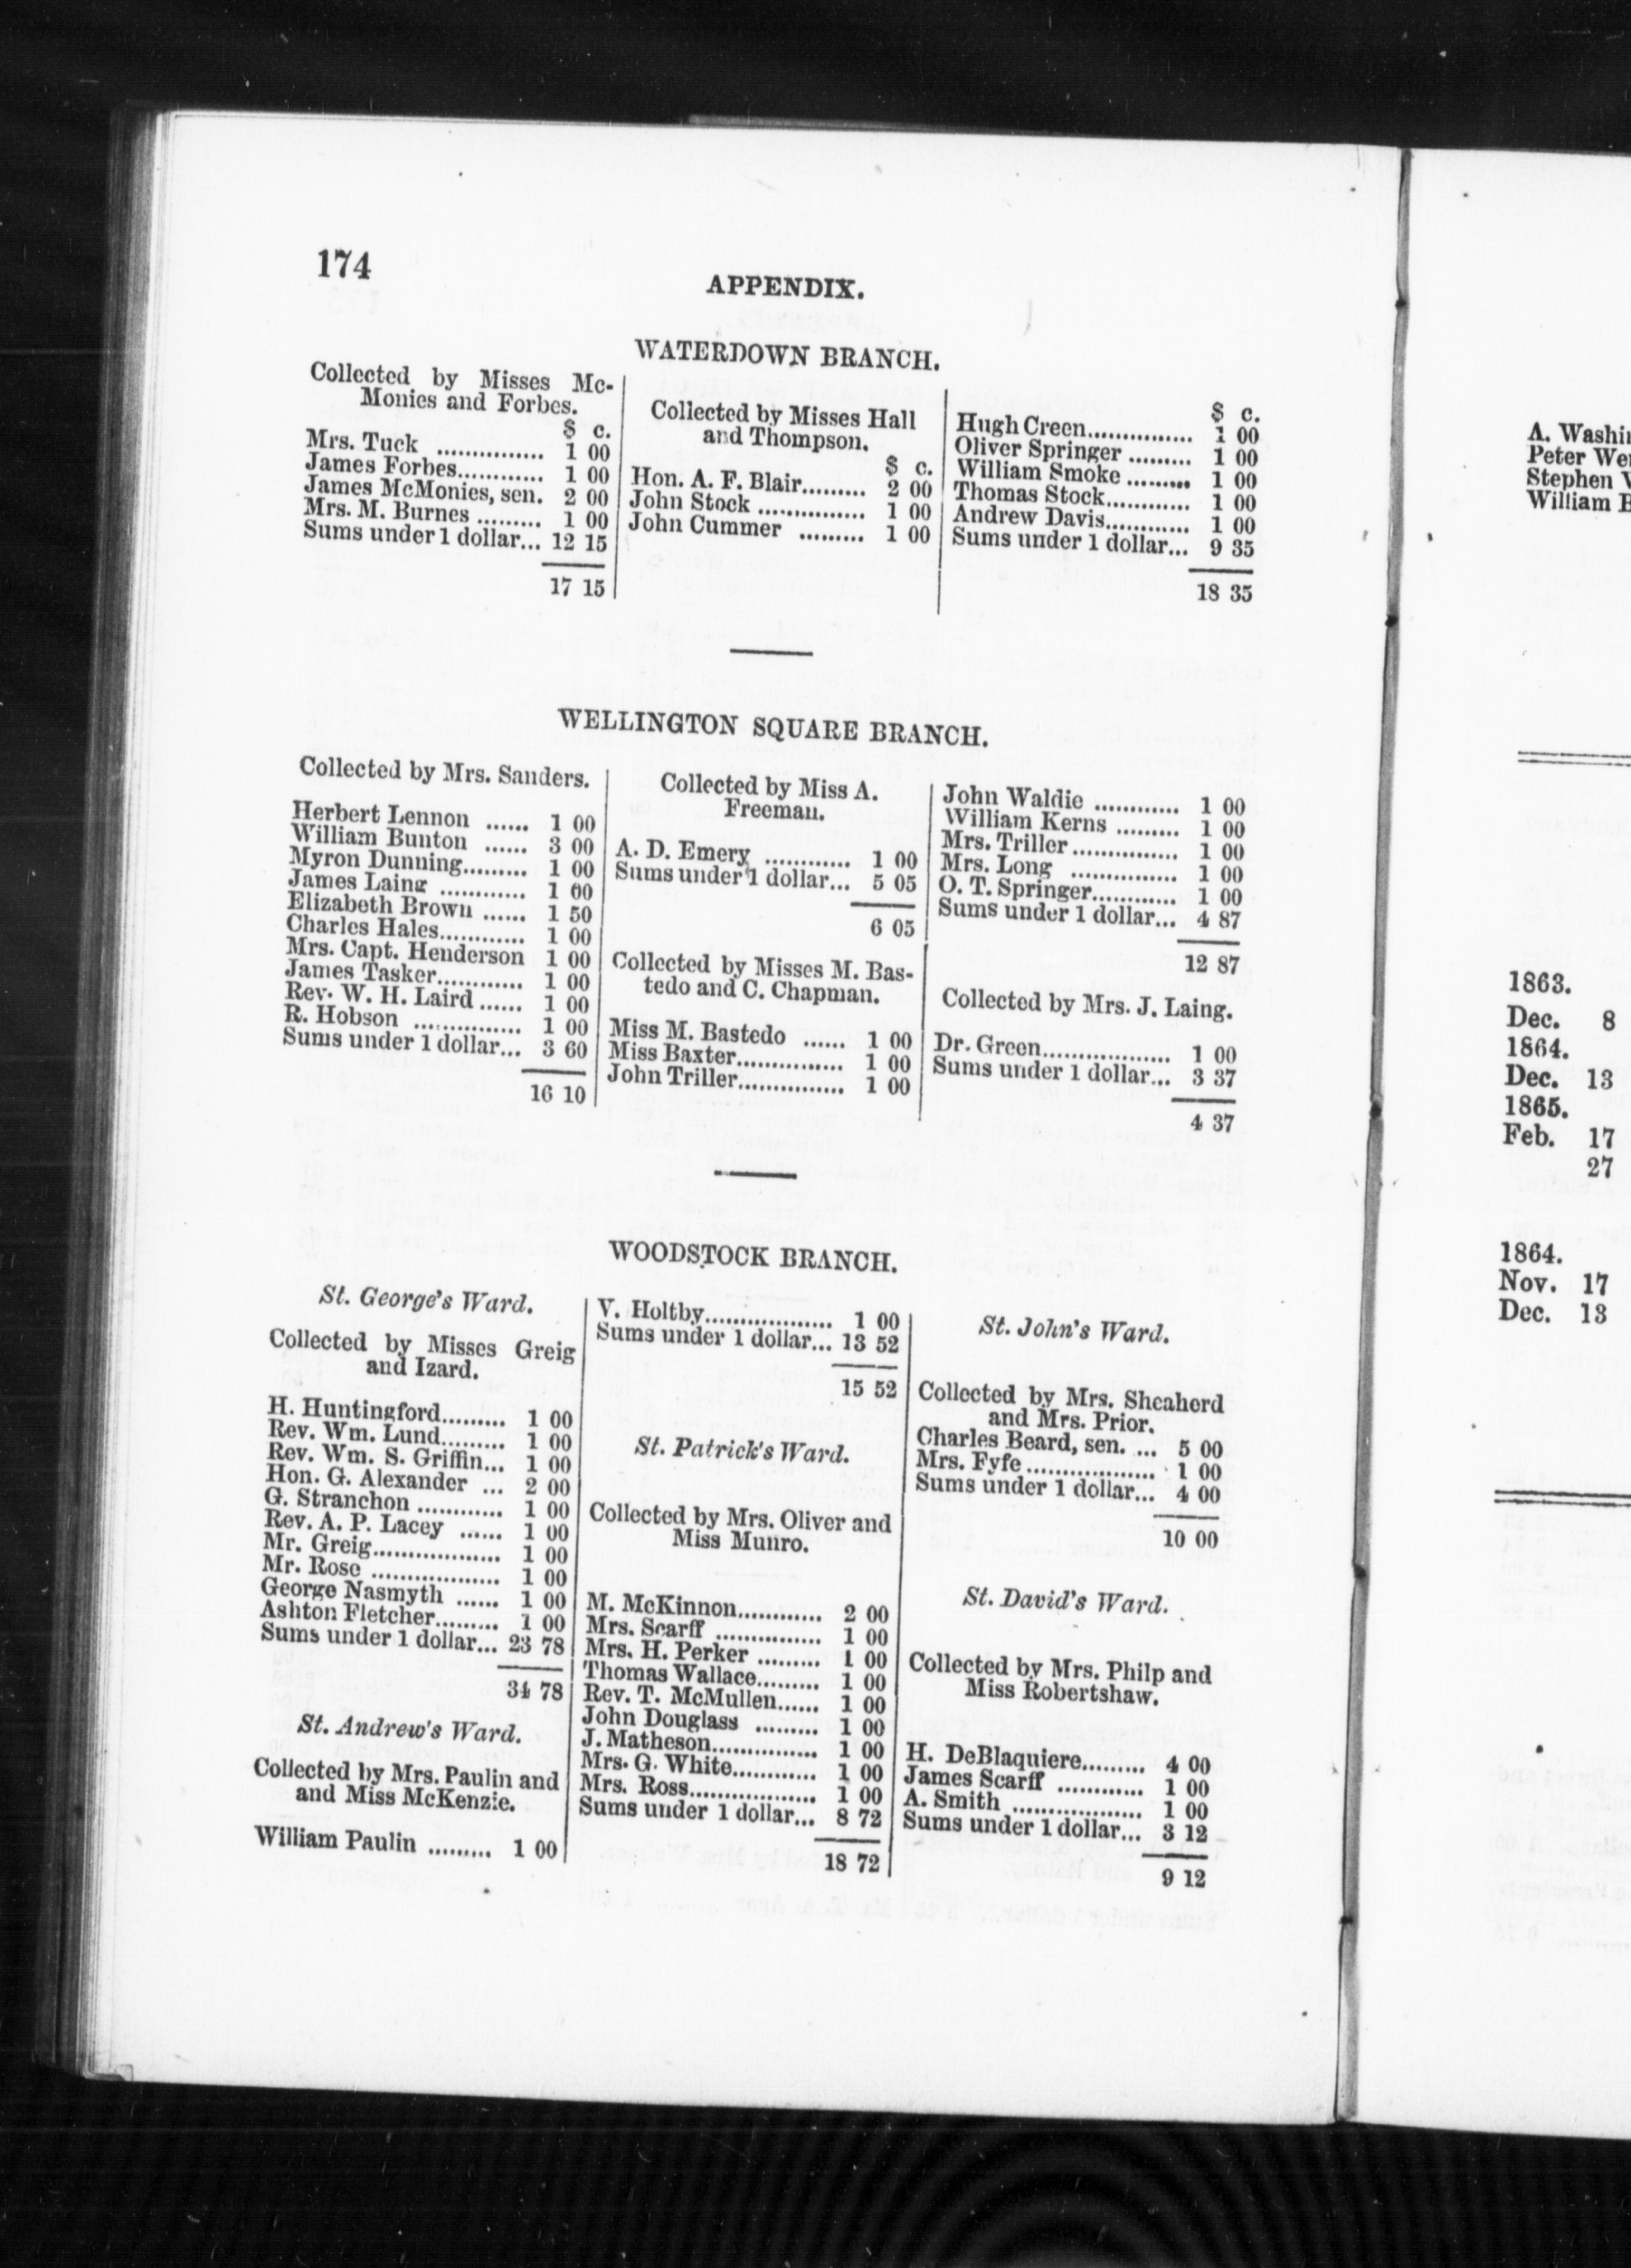 174
APPENDIX.
WATERDOWN BRANCH.
Collected by Misses Mc-
Monies and Forbes.
$ c.
Mrs. Tuck ............... 1 00
James Forbes............ 1 00
James McMonies, sen. 2 00
Mrs. M. Burnes ......... 1 00
Sums under 1 dollar... 12 15
17 15
Collected by Misses Hall
and Thompson.
$ c.
Hon. A. F. Blair......... 2 00
John Stock ............... 1 00
John Cummer ......... 1 00
$ c.
Hugh Creen............... 1 00
Oliver Springer ......... 1 00
William Smoke ......... 1 00
Thomas Stock............ 1 00
Andrew Davis............ 1 00
Sums under 1 dollar... 9 35
18 35
WELLINGTON SQUARE BRANCH.
Collected by Mrs. Sanders.
Herbert Lennon ...... 1 00
William Bunton ...... 3 00
Myron Dunning......... 1 00
James Laing ............ 1 00
Elizabeth Brown ...... 1 50
Charles Hales............ 1 00
Mrs. Capt. Henderson 1 00
James Tasker............ 1 00
Rev. W. H. Laird ...... 1 00
R. Hobson ............... 1 00
Sums under 1 dollar... 3 60
16 10
Collected by Miss A.
Freeman.
A. D. Emery ............ 1 00
Sums under 1 dollar... 5 05
6 05
Collected by Misses M. Bas-
tedo and C. Chapman.
Miss M. Bastedo ...... 1 00
Miss Baxter............... 1 00
John Triller............... 1 00
John Waldie ............ 1 00
William Kerns ......... 1 00
Mrs. Triller............... 1 00
Mrs. Long ............... 1 00
O. T. Springer............ 1 00
Sums under 1 dollar... 4 87
12 87
Collected by Mrs. J. Laing.
Dr. Green.................. 1 00
Sums under 1 dollar... 3 37
4 37
WOODSTOCK BRANCH.
St. George's Ward.
Collected by Misses Greig
and Izard.
H. Huntingford......... 1 00
Rev. Wm. Lund......... 1 00
Rev. Wm. S. Griffin... 1 00
Hon. G. Alexander ... 2 00
G. Stranchon ............ 1 00
Rev. A. P. Lacey ...... 1 00
Mr. Greig.................. 1 00
Mr. Rose .................. 1 00
George Nasmyth ...... 1 00
Ashton Fletcher......... 1 00
Sums under 1 dollar... 23 78
34 78
St. Andrew's Ward.
Collected by Mrs. Paulin and
and Miss McKenzie.
William Paulin ......... 1 00
V. Holtby.................. 1 00
Sums under 1 dollar... 13 52
15 52
St. Patrick's Ward.
Collected by Mrs. Oliver and
Miss Munro.
M. McKinnon............ 2 00
Mrs. Scarff ............... 1 00
Mrs. H. Perker ......... 1 00
Thomas Wallace......... 1 00
Rev. T. McMullen...... 1 00
John Douglass ......... 1 00
J. Matheson............... 1 00
Mrs. G. White............ 1 00
Mrs. Ross.................. 1 00
Sums under 1 dollar... 8 72
18 72
St. John's Ward.
Collected by Mrs. Sheaherd
and Mrs. Prior.
Charles Beard, sen. ... 5 00
Mrs. Fyfe .................. 1 00
Sums under 1 dollar... 4 00
10 00
St. David's Ward.
Collected by Mrs. Philp and
Miss Robertshaw.
H. DeBlaquiere......... 4 00
James Scarff ............ 1 00
A. Smith .................. 1 00
Sums under 1 dollar... 3 12
9 12
A. Washi
Peter We
Stephen
William
1863.
Dec. 8
1864.
Dec. 13
1865.
Feb. 17
27
1864.
Nov. 17
Dec. 13